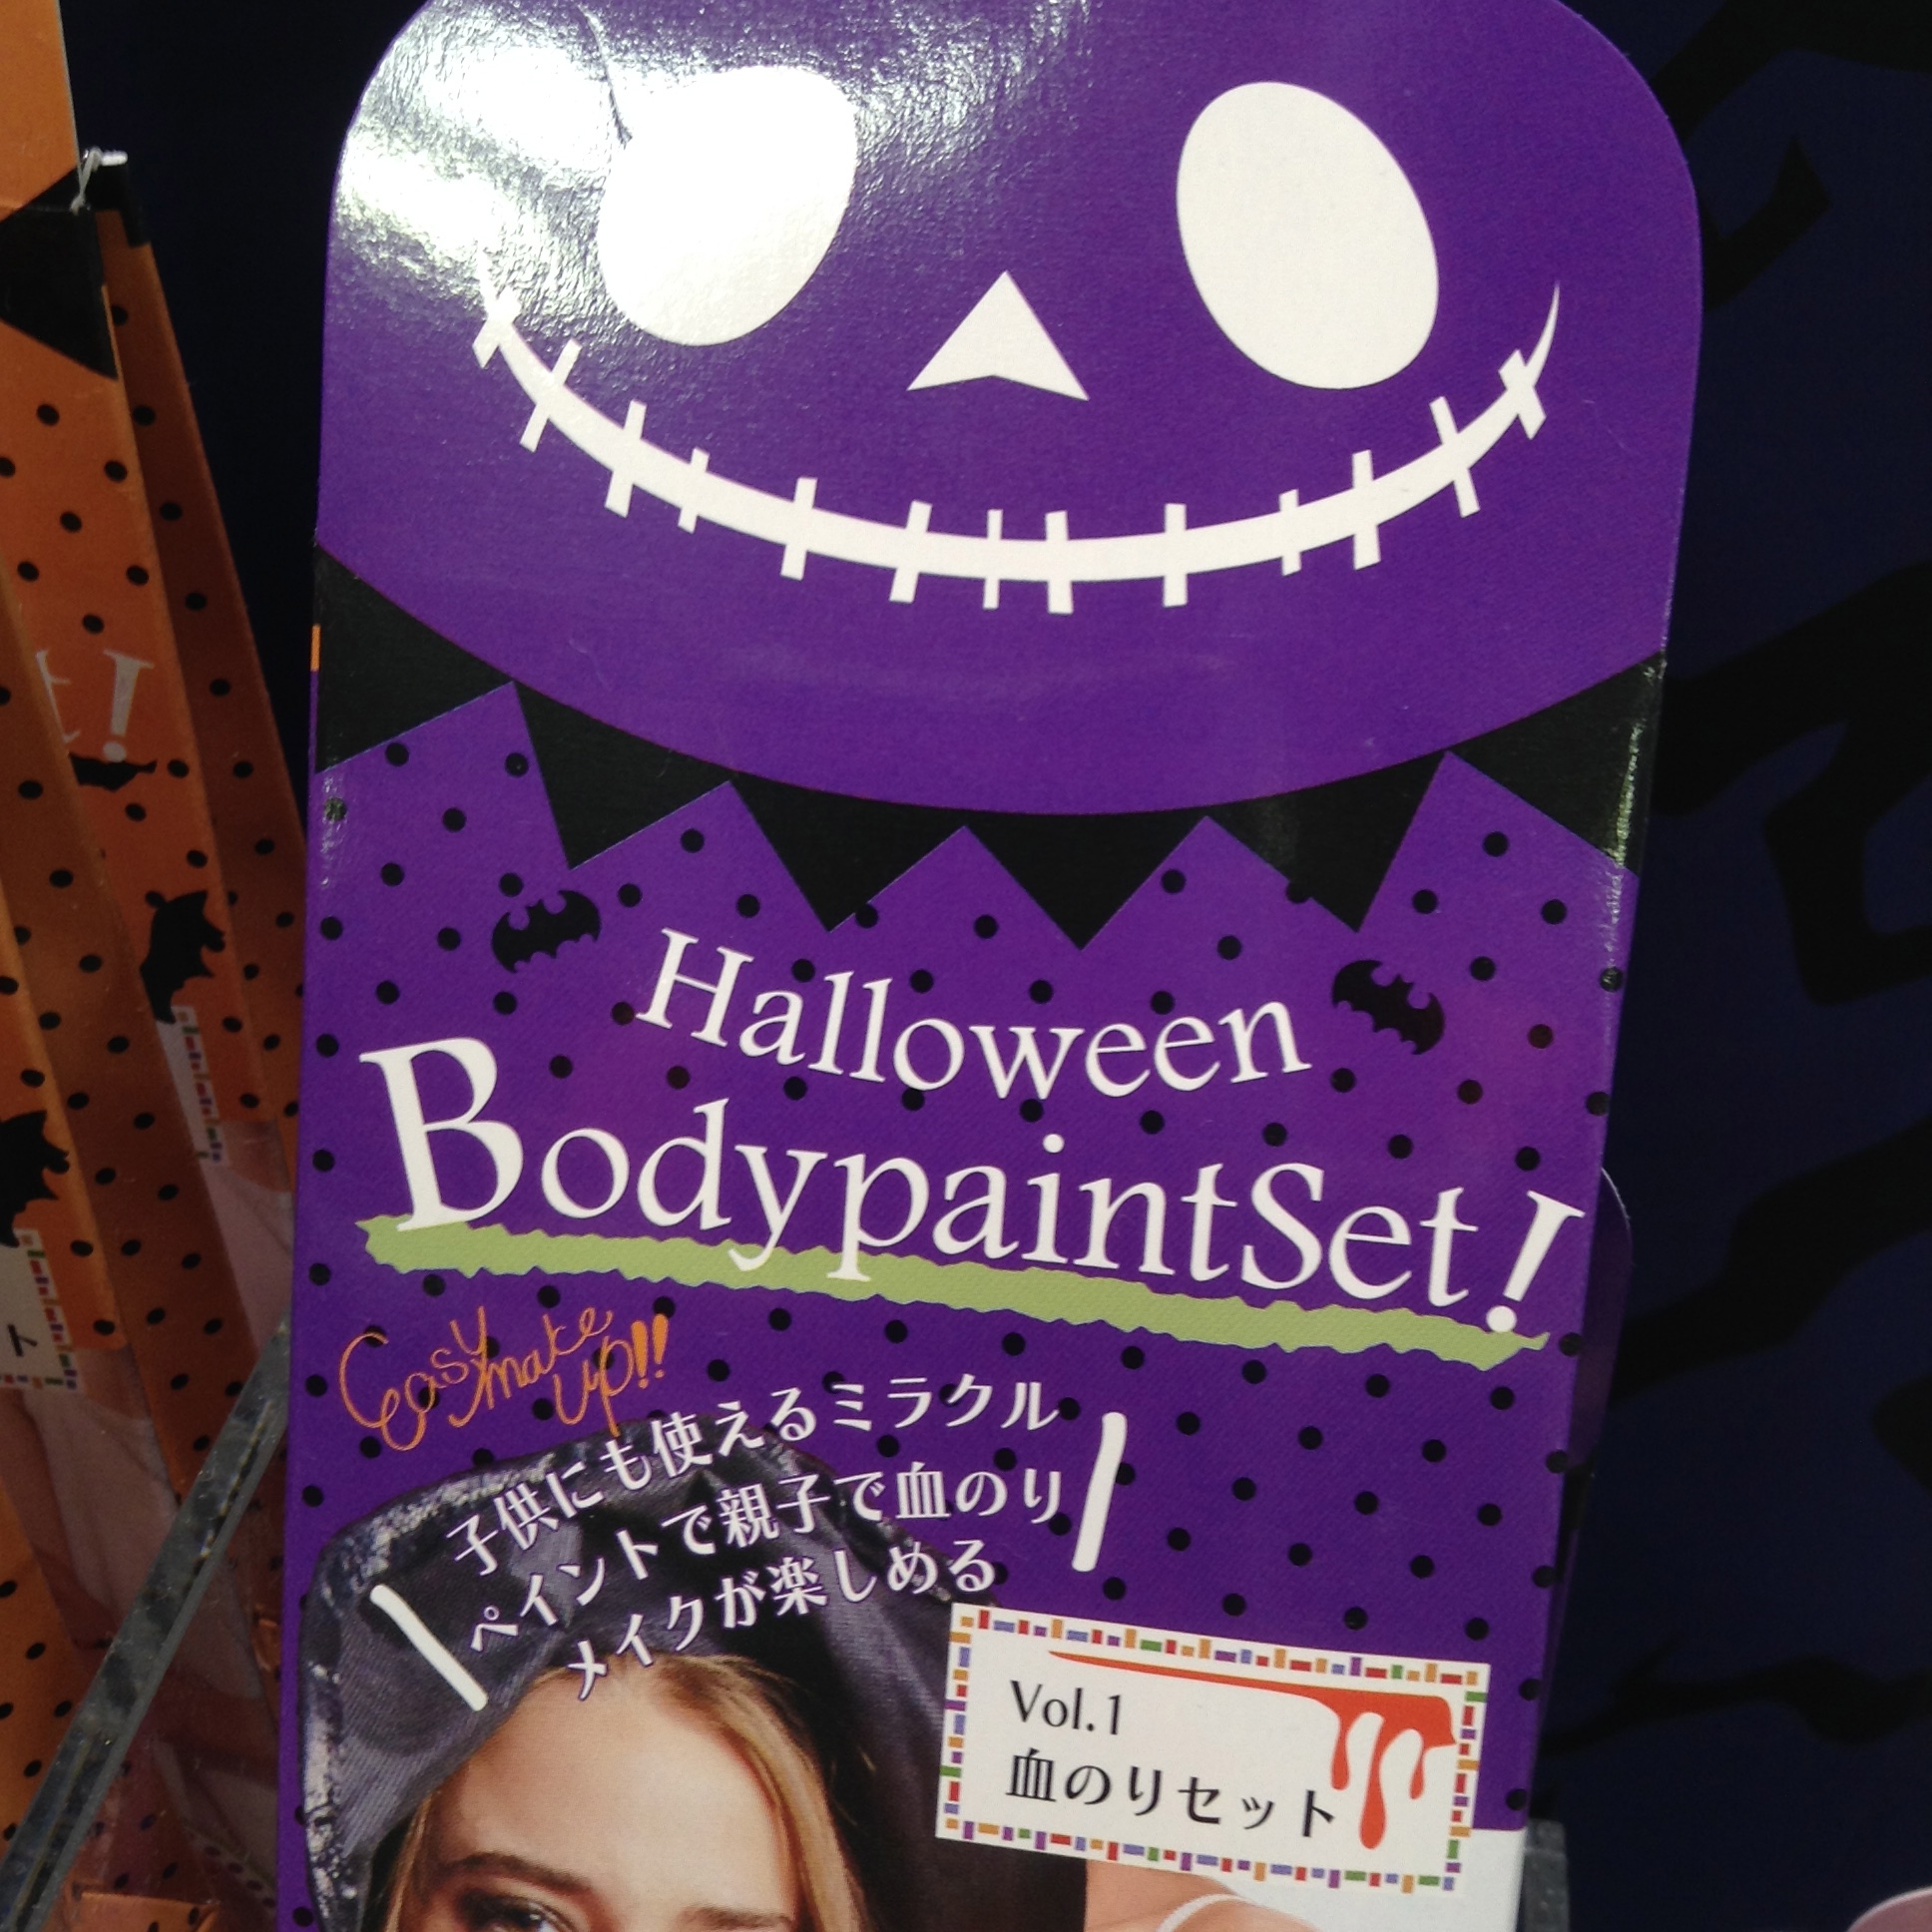 Halloween
BodypaintSet!
Easy make
up!!
子供にも使えるミラクル
ペイントで親子で血のり
メイクが楽しめる
Vol.1
血のりセット
t!
ト